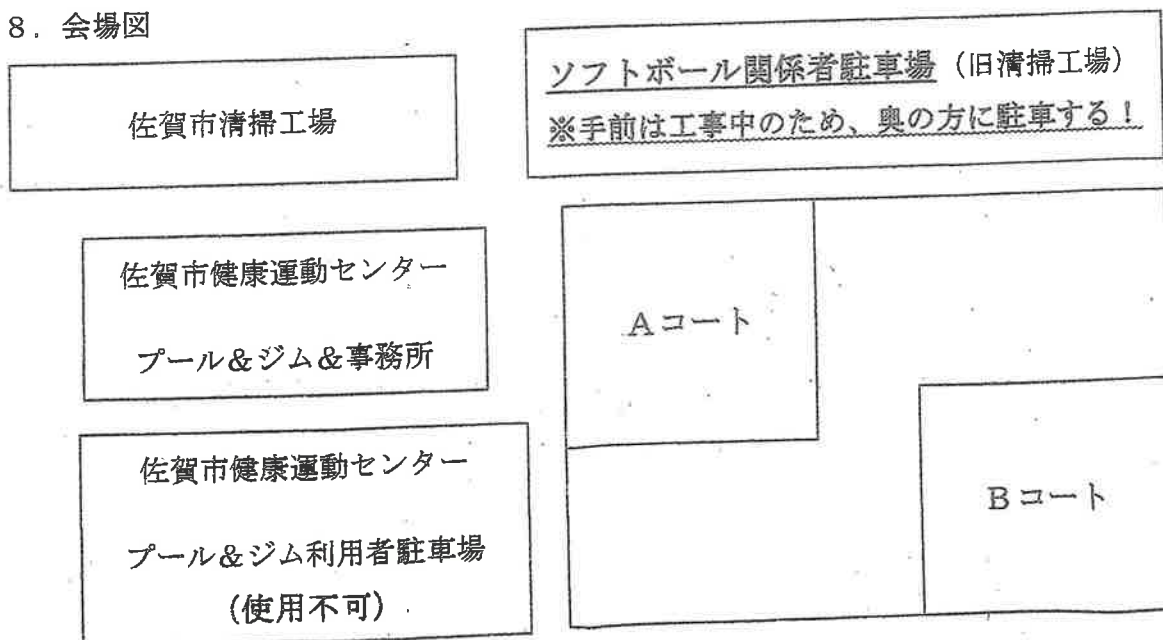 8. 会場図
佐賀市清掃工場
ソフトボール関係者駐車場(旧清掃工場)
※手前は工事中のため、奥の方に駐車する!
佐賀市健康運動センター
プール&ジム&事務所
Aコート
佐賀市健康運動センター
プール&ジム利用者駐車場
(使用不可)
Bコート